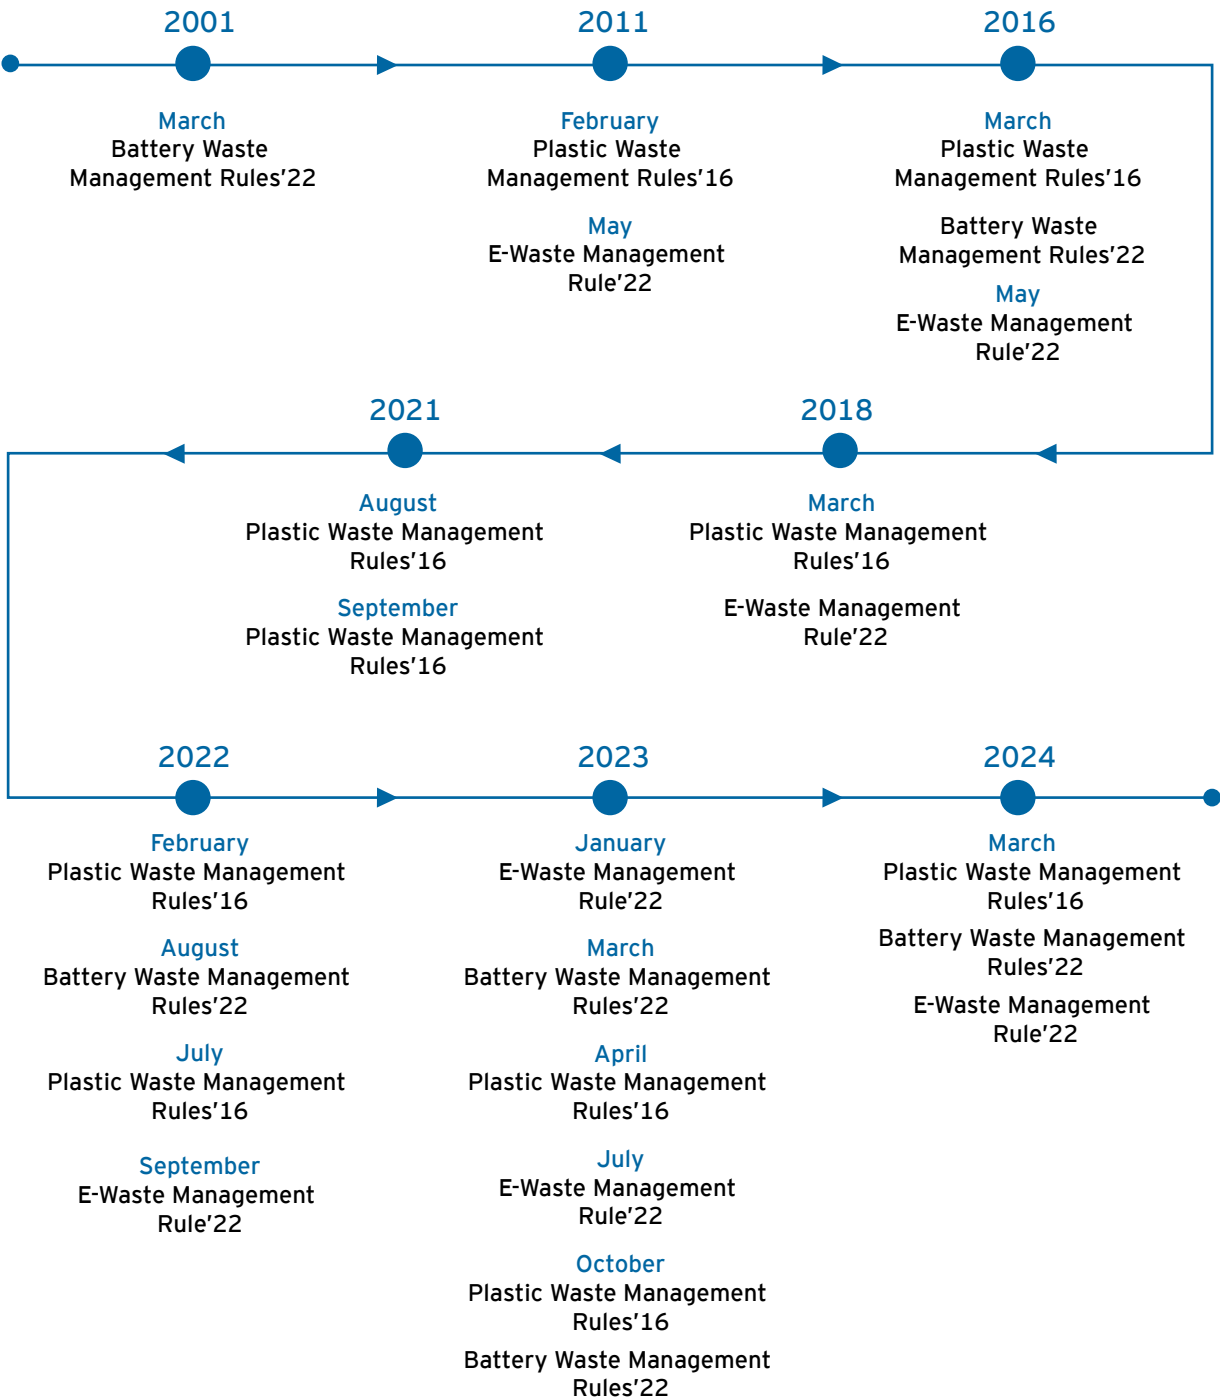 2001
March
Battery Waste
Management Rules'22
2011
February
Plastic Waste
Management Rules'16
May
E-Waste Management
Rule'22
2016
March
Plastic Waste
Management Rules'16
Battery Waste
Management Rules'22
May
E-Waste Management
Rule'22
2018
March
Plastic Waste Management
Rules'16
E-Waste Management
Rule'22
2021
August
Plastic Waste Management
Rules'16
September
Plastic Waste Management
Rules'16
2022
February
Plastic Waste Management
Rules'16
August
Battery Waste Management
Rules'22
July
Plastic Waste Management
Rules'16
September
E-Waste Management
Rule'22
2023
January
E-Waste Management
Rule'22
March
Battery Waste Management
Rules'22
April
Plastic Waste Management
Rules'16
July
E-Waste Management
Rule'22
October
Plastic Waste Management
Rules'16
Battery Waste Management
Rules'22
2024
March
Plastic Waste Management
Rules'16
Battery Waste Management
Rules'22
E-Waste Management
Rule'22